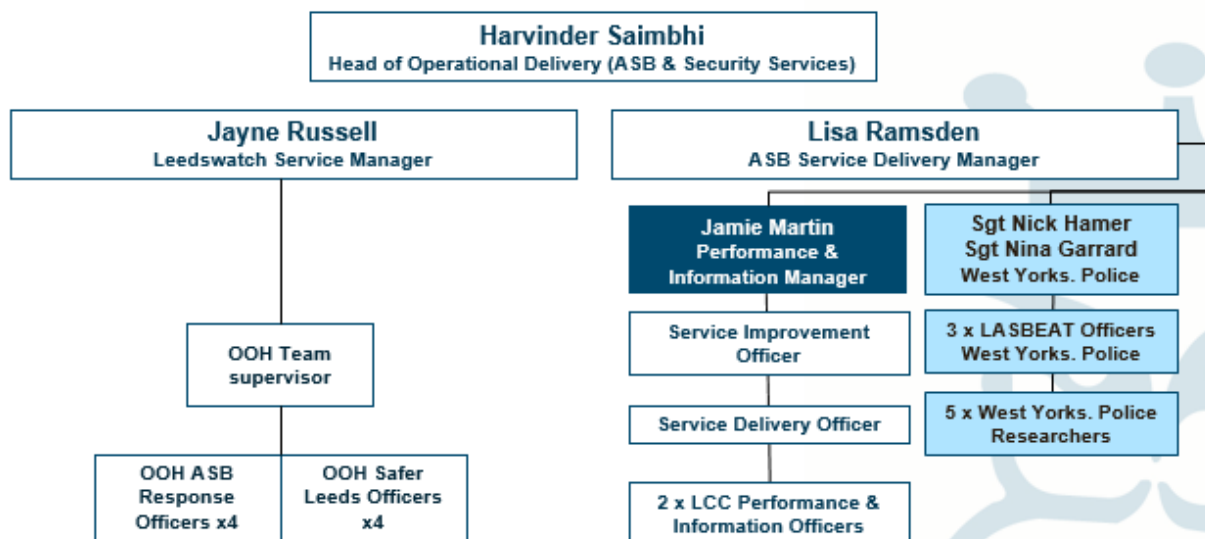 Harvinder Saimbhi
Head of Operational Delivery (ASB & Security Services)
Jayne Russell
Leedswatch Service Manager
Lisa Ramsden
ASB Service Delivery Manager
Jamie Martin
Performance &
Information Manager
Sgt Nick Hamer
Sgt Nina Garrard
West Yorks. Police
OOH Team
supervisor
Service Improvement
Officer
3 x LASBEAT Officers
West Yorks. Police
Service Delivery Officer
5 x West Yorks. Police
Researchers
OOH ASB
Response
Officers x4
OOH Safer
Leeds Officers
x4
2 x LCC Performance &
Information Officers